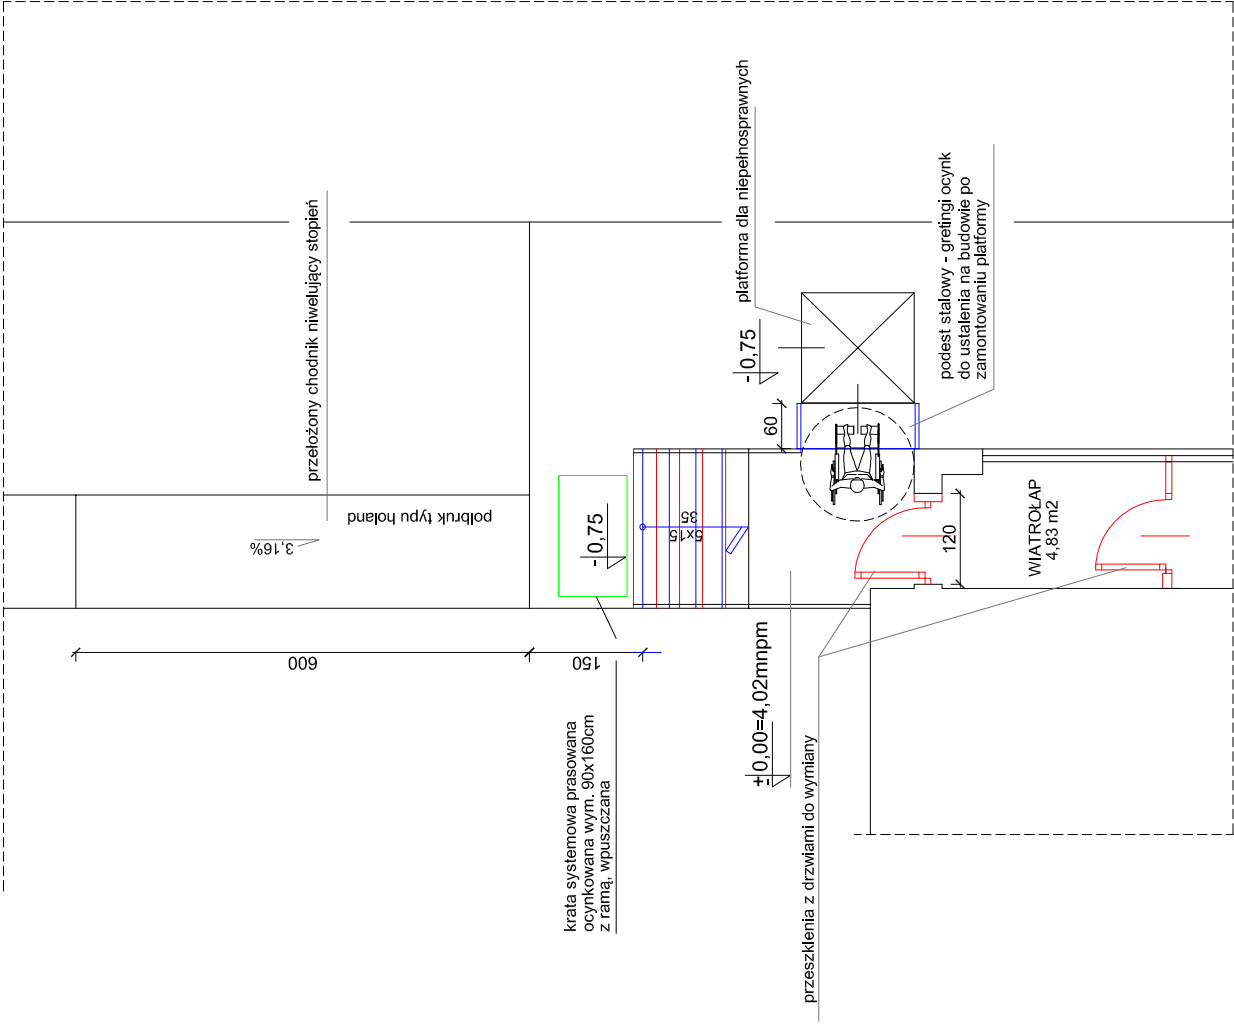 przełożony chodnik niwelujący stopień
polbruk typu holand
3,16%
600
150
krata systemowa prasowana
ocynkowana wym. 90x160cm
z ramą, wpuszczana
-0,75
5x15
35
±0,00=4,02mnpm
przeszklenia z drzwiami do wymiany
platforma dla niepełnosprawnych
-0,75
60
podest stalowy - gretingi ocynk
do ustalenia na budowie po
zamontowaniu platformy
120
WIATROŁAP
4,83 m2